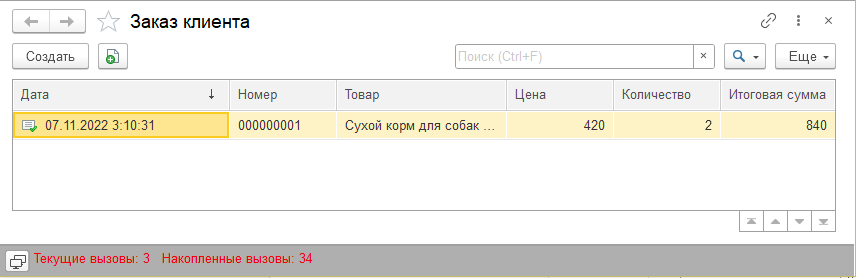 Заказ клиента
Создать Поиск (Ctrl+F) × Еще
Дата ↓ Номер Товар Цена Количество Итоговая сумма
07.11.2022 3:10:31 000000001 Сухой корм для собак ... 420 2 840
Текущие вызовы: 3 Накопленные вызовы: 34